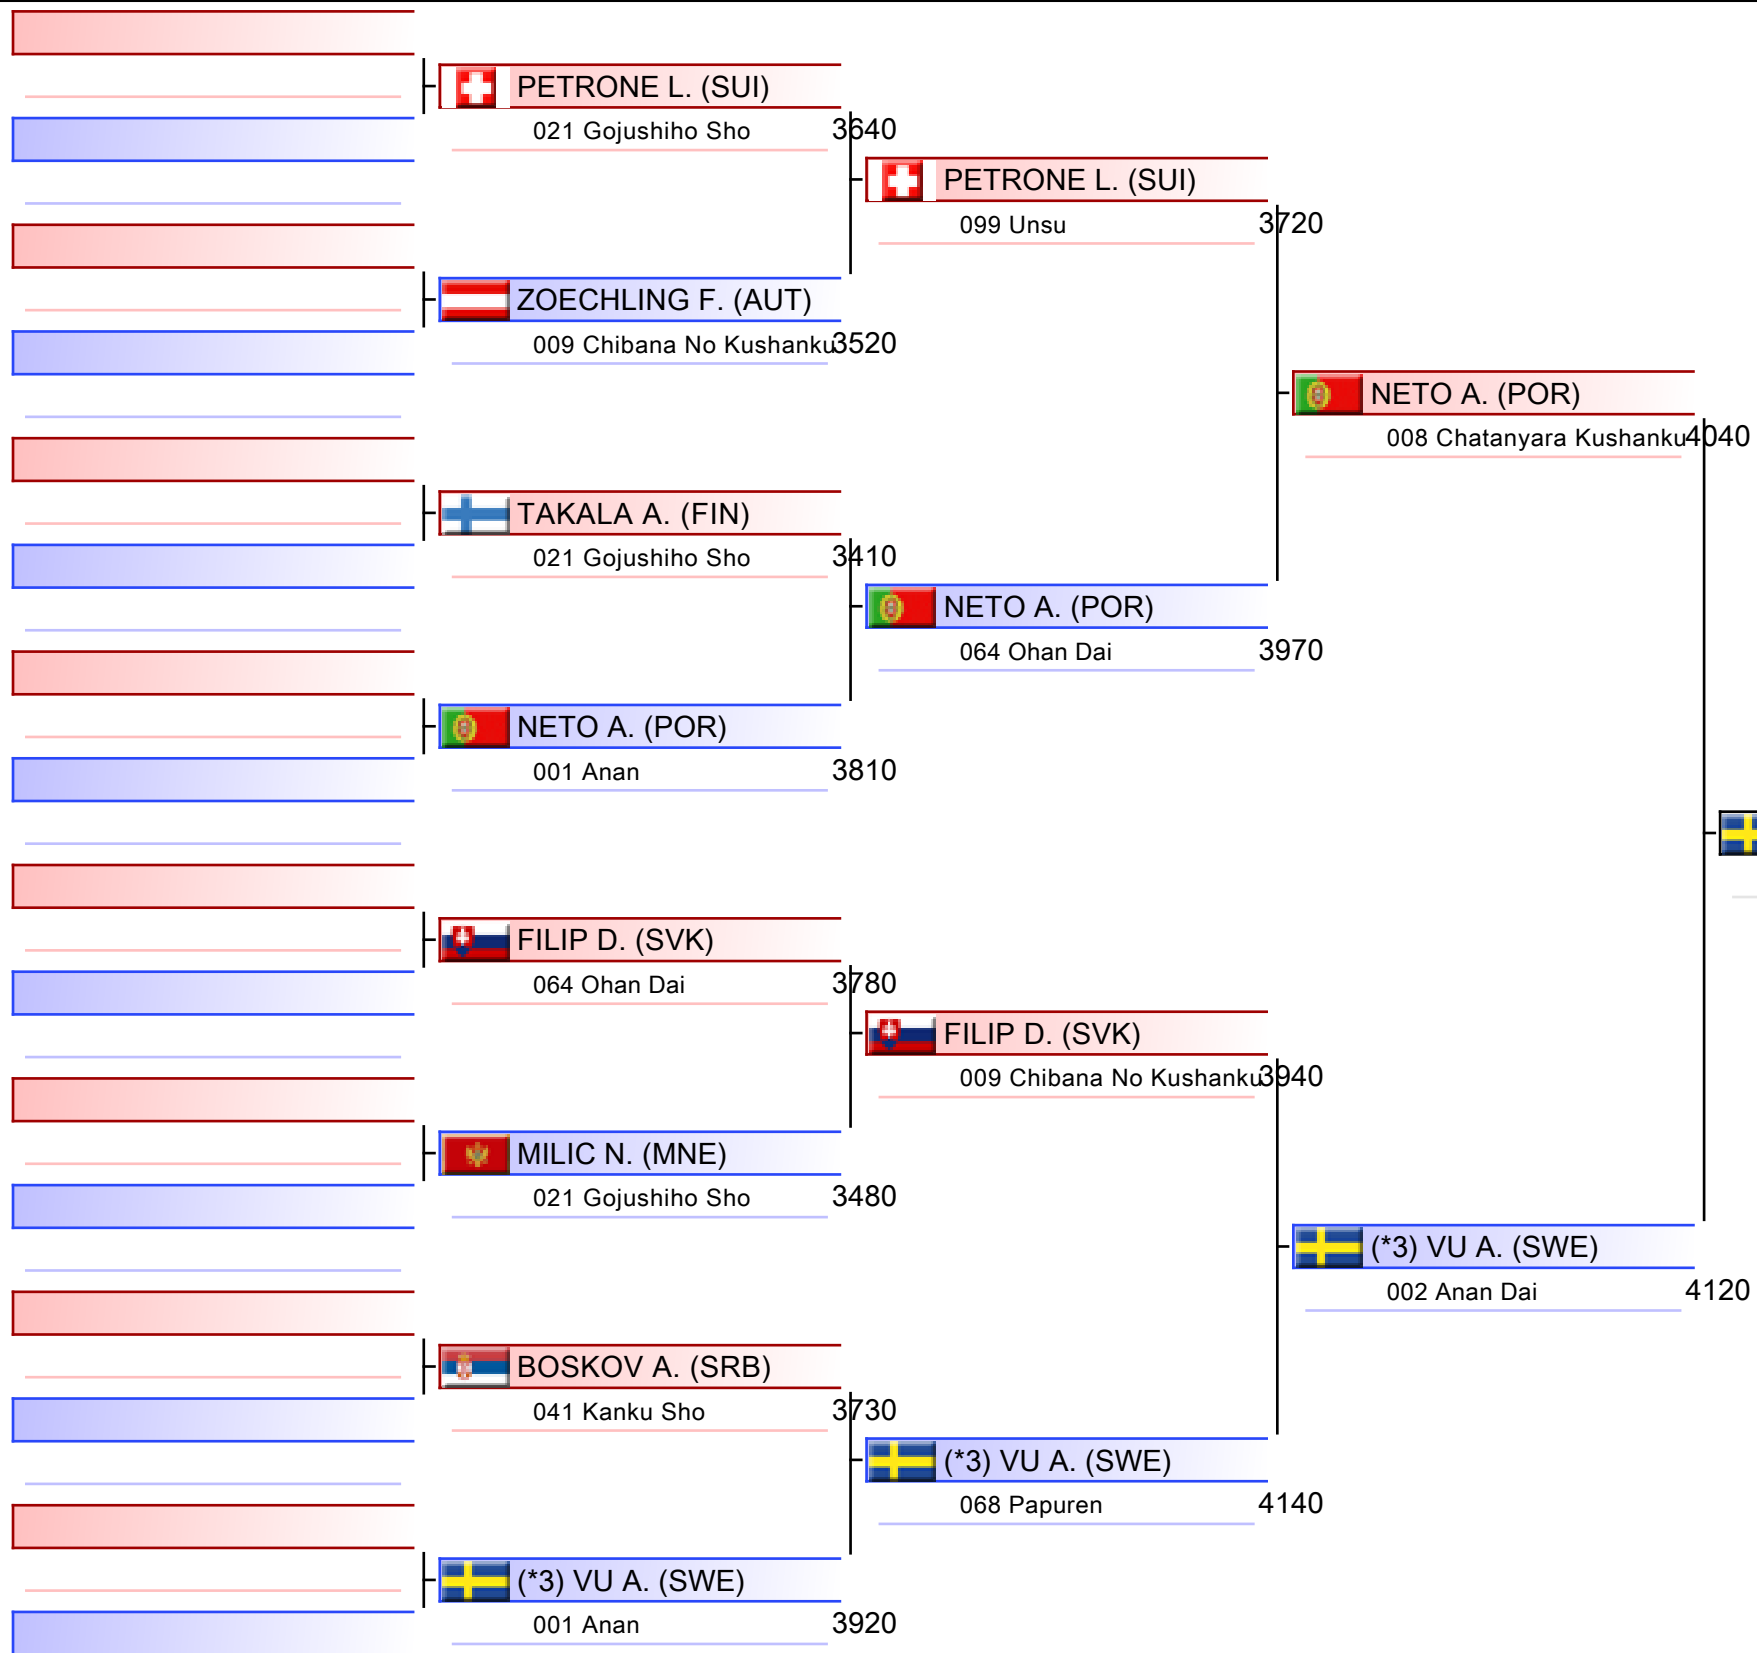 PETRONE L. (SUI)
021 Gojushiho Sho 3640
ZOECHLING F. (AUT)
009 Chibana No Kushanku 3520
TAKALA A. (FIN)
021 Gojushiho Sho 3410
NETO A. (POR)
001 Anan 3810
FILIP D. (SVK)
064 Ohan Dai 3780
MILIC N. (MNE)
021 Gojushiho Sho 3480
BOSKOV A. (SRB)
041 Kanku Sho 3730
(*3) VU A. (SWE)
001 Anan 3920
PETRONE L. (SUI)
099 Unsu 3720
NETO A. (POR)
064 Ohan Dai 3970
FILIP D. (SVK)
009 Chibana No Kushanku 3940
(*3) VU A. (SWE)
068 Papuren 4140
NETO A. (POR)
008 Chatanyara Kushanku 4040
(*3) VU A. (SWE)
002 Anan Dai 4120